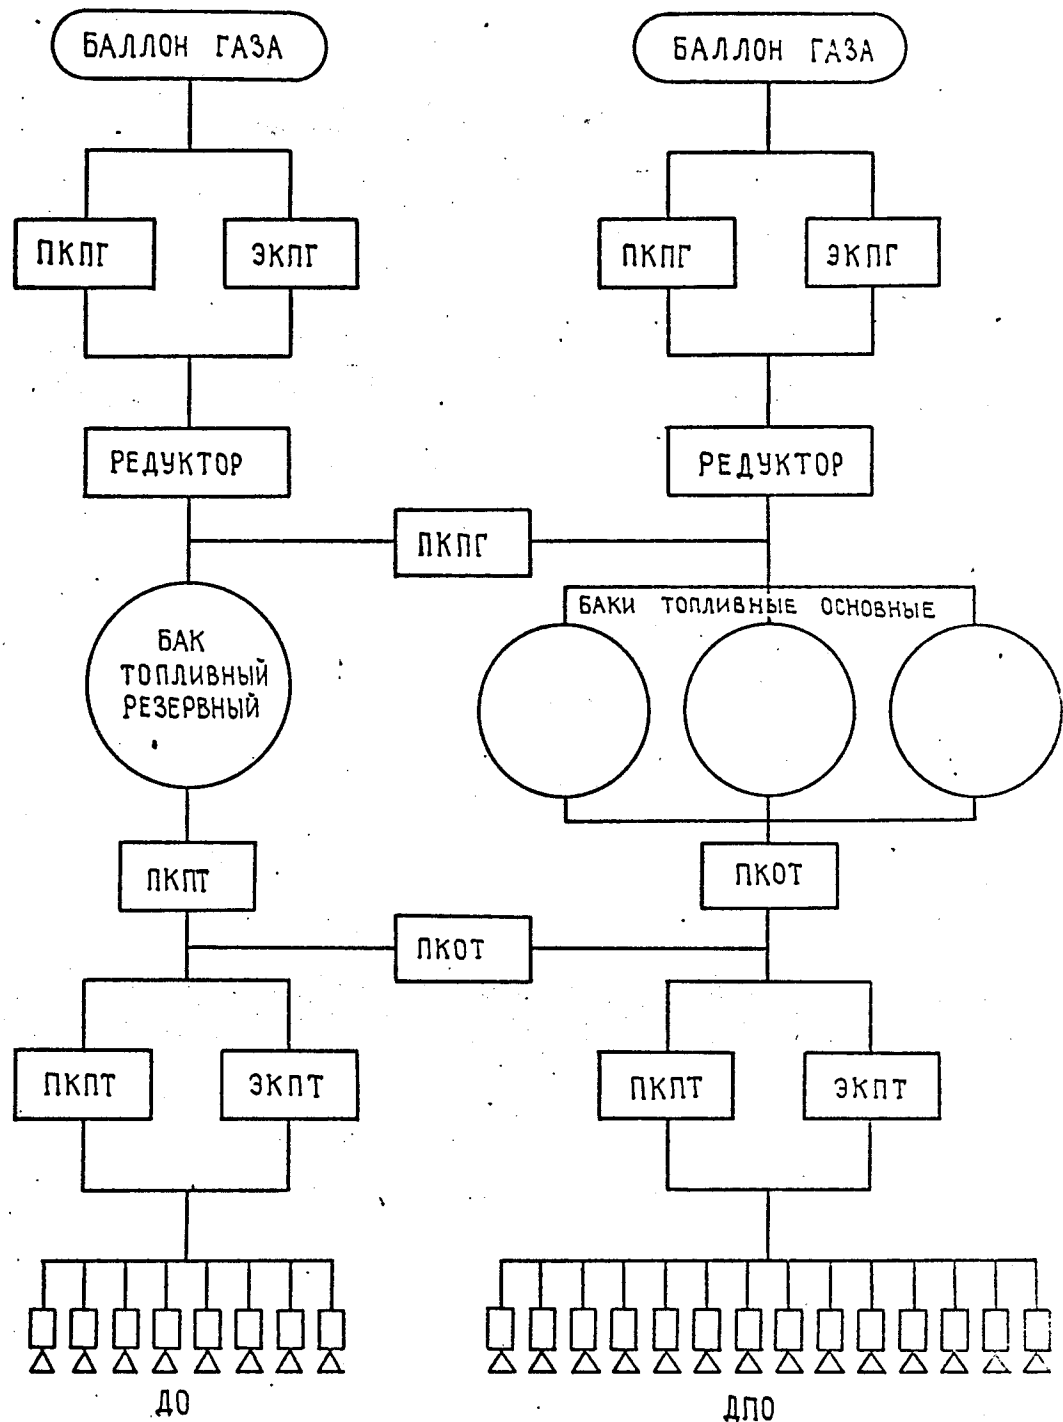 БАЛЛОН ГАЗА
БАЛЛОН ГАЗА
ПКПГ
ЭКПГ
ПКПГ
ЭКПГ
РЕДУКТОР
РЕДУКТОР
ПКПГ
БАКИ ТОПЛИВНЫЕ ОСНОВНЫЕ
БАК
ТОПЛИВНЫЙ
РЕЗЕРВНЫЙ
ПКПТ
ПКОТ
ПКОТ
ПКПТ
ЭКПТ
ПКПТ
ЭКПТ
ДО
ДПО